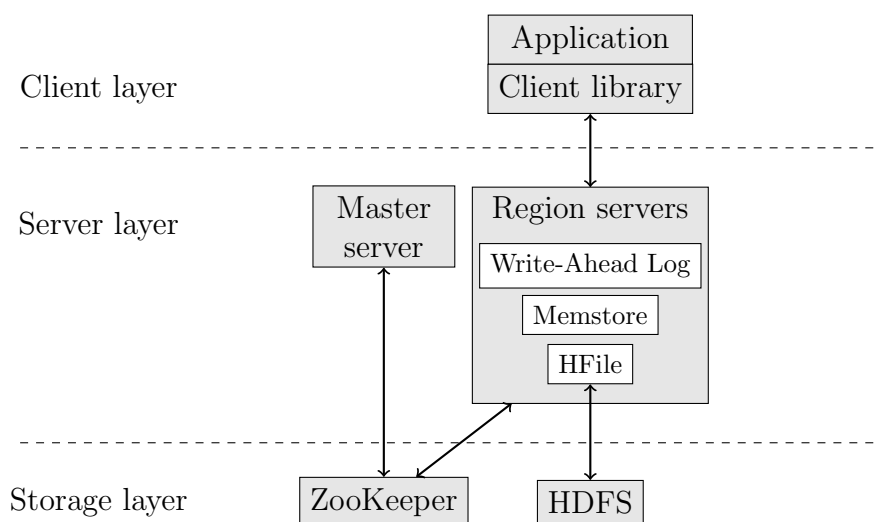 Application
Client layer
Client library
Server layer
Master
server
Region servers
Write-Ahead Log
Memstore
HFile
Storage layer
ZooKeeper
HDFS